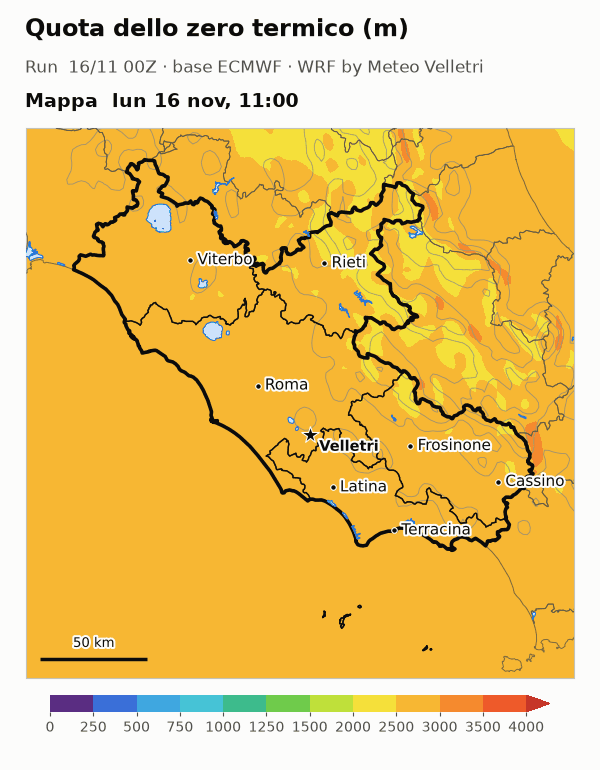 Quota dello zero termico (m)
Run  16/11 00Z · base ECMWF · WRF by Meteo Velletri
Mappa  lun 16 nov, 11:00
Viterbo
Rieti
Roma
Velletri
Frosinone
Latina
Cassino
Terracina
50 km
0 250 500 750 1000 1250 1500 2000 2500 3000 3500 4000